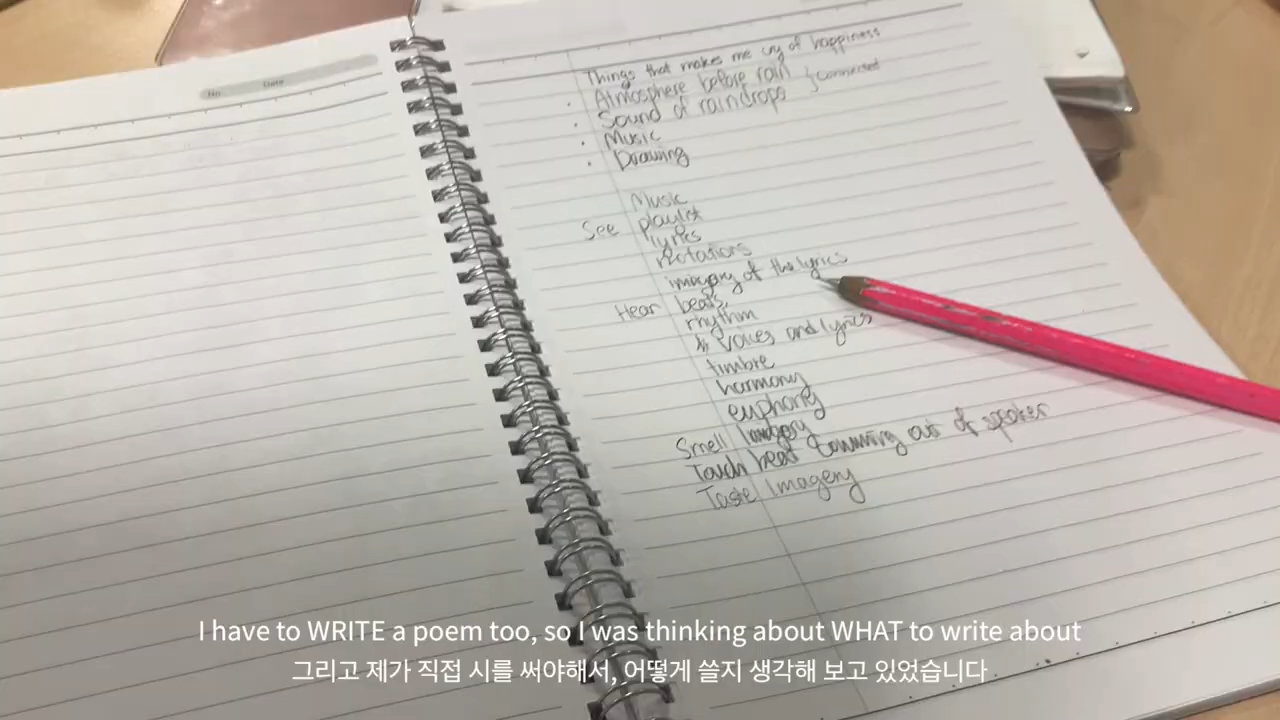 No. Date
Things that makes me cry of happiness
· Atmosphere before rain } connected
· Sound of raindrops
· Music
· Drawing
Music
See playlist
lyrics
notations
imagery of the lyrics
Hear beats,
rhythm
voices and lyrics
timbre
harmony
euphony
Smell Imagery
Touch beat coming out of speaker
Taste Imagery
I have to WRITE a poem too, so I was thinking about WHAT to write about
그리고 제가 직접 시를 써야해서, 어떻게 쓸지 생각해 보고 있었습니다